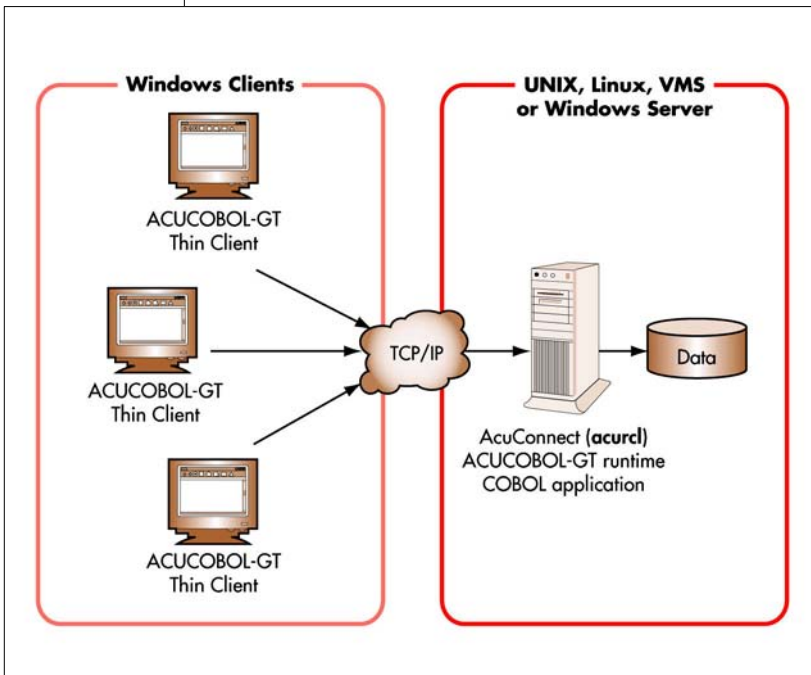 Windows Clients
UNIX, Linux, VMS
or Windows Server
ACUCOBOL-GT
Thin Client
ACUCOBOL-GT
Thin Client
ACUCOBOL-GT
Thin Client
TCP/IP
AcuConnect (acurcl)
ACUCOBOL-GT runtime
COBOL application
Data